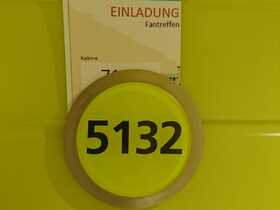 EINLADUNG
Fantreffen
Kabine
5132